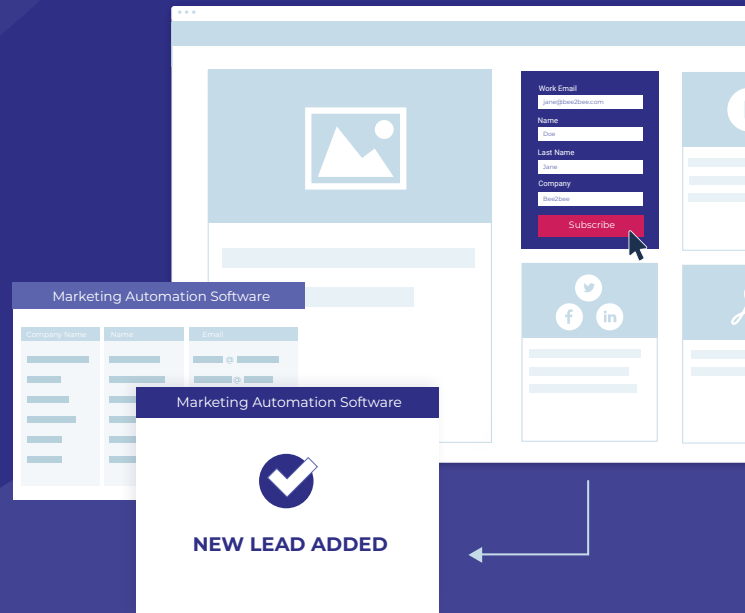 Work Email
jane@bee2bee.com
Name
Doe
Last Name
Jane
Company
Bee2bee
Subscribe
Marketing Automation Software
Company Name Name Email
@
@
Marketing Automation Software
NEW LEAD ADDED